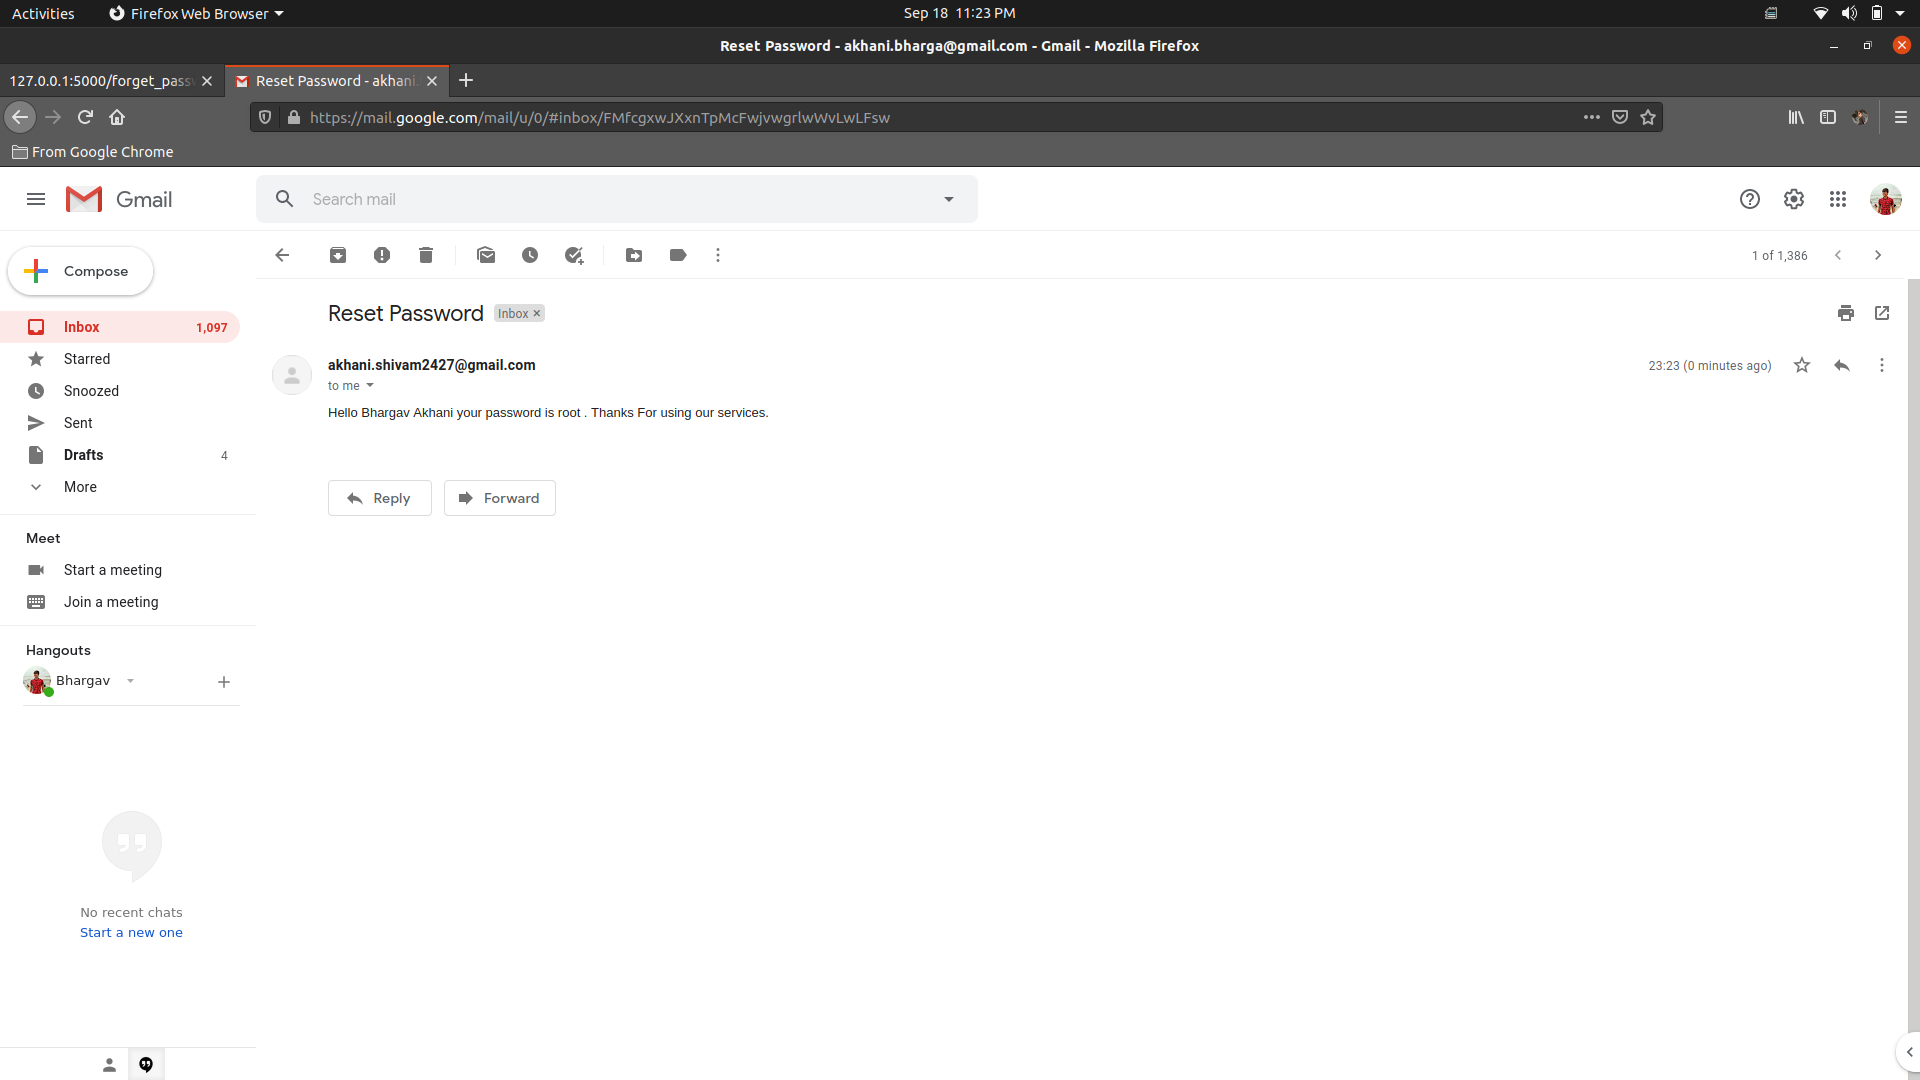 Activities
Firefox Web Browser
Sep 18 11:23 PM
Reset Password - akhani.bharga@gmail.com - Gmail - Mozilla Firefox
127.0.0.1:5000/forget_pass
Reset Password - akhani.
From Google Chrome
https://mail.google.com/mail/u/0/#inbox/FMfcgxwJXxnTpMcFwjvwgrlwWvLwLFsw
Gmail
Search mail
Compose
1 of 1,386
Inbox 1,097
Starred
Snoozed
Sent
Drafts 4
More
Meet
Start a meeting
Join a meeting
Hangouts
Bhargav
No recent chats
Start a new one
Reset Password
Inbox ×
akhani.shivam2427@gmail.com
23:23 (0 minutes ago)
to me
Hello Bhargav Akhani your password is root . Thanks For using our services.
Reply
Forward